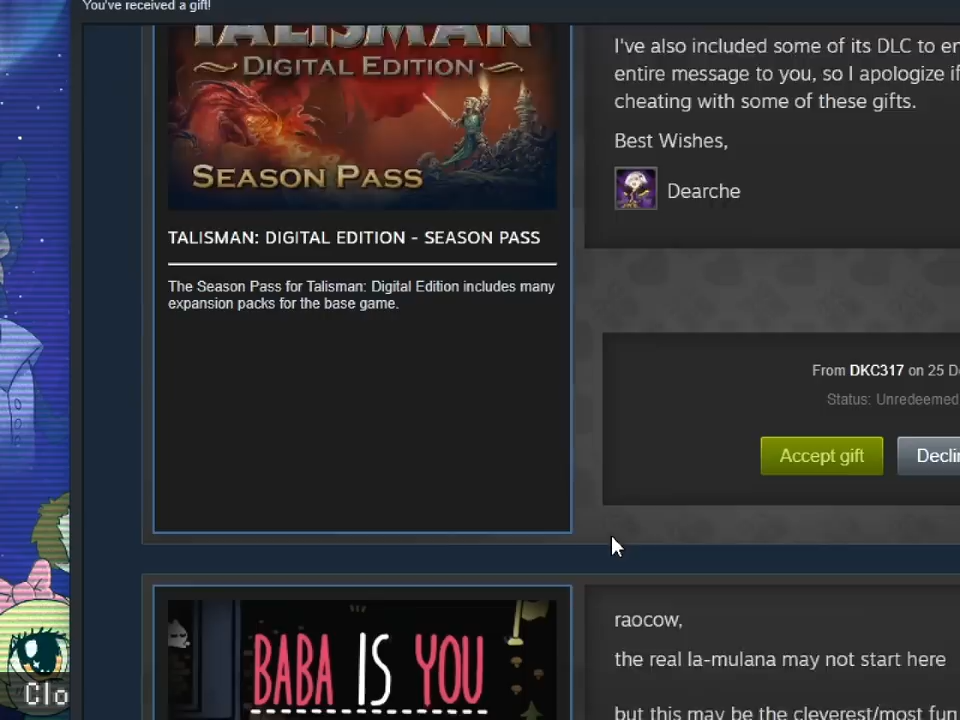 You've received a gift!
TALISMAN
DIGITAL EDITION
SEASON PASS
TALISMAN: DIGITAL EDITION - SEASON PASS
The Season Pass for Talisman: Digital Edition includes many
expansion packs for the base game.
I've also included some of its DLC to
entire message to you, so I apologize if
cheating with some of these gifts.
Best Wishes,
Dearche
From DKC317 on 25
Status: Unredeemed
Accept gift
BABA IS YOU
raocow,
the real la-mulana may not start here
but this may be the cleverest/most fun